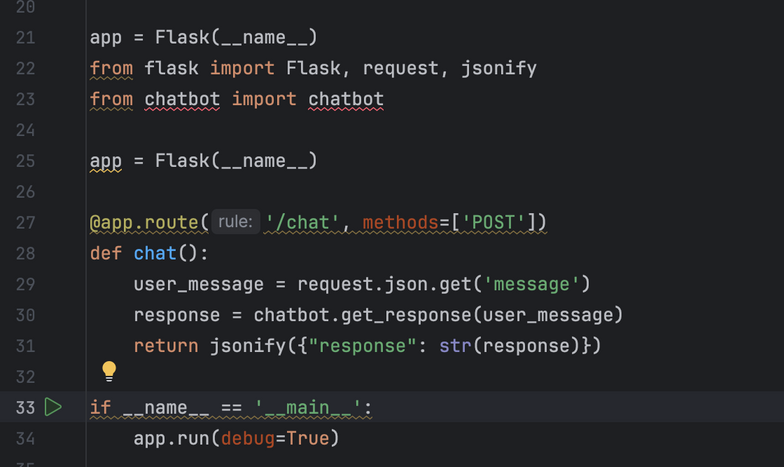 20
21 app = Flask(__name__)
22 from flask import Flask, request, jsonify
23 from chatbot import chatbot
24
25 app = Flask(__name__)
26
27 @app.route( rule: '/chat', methods=['POST'])
28 def chat():
29     user_message = request.json.get('message')
30     response = chatbot.get_response(user_message)
31     return jsonify({"response": str(response)})
32
33 if __name__ == '__main__':
34     app.run(debug=True)